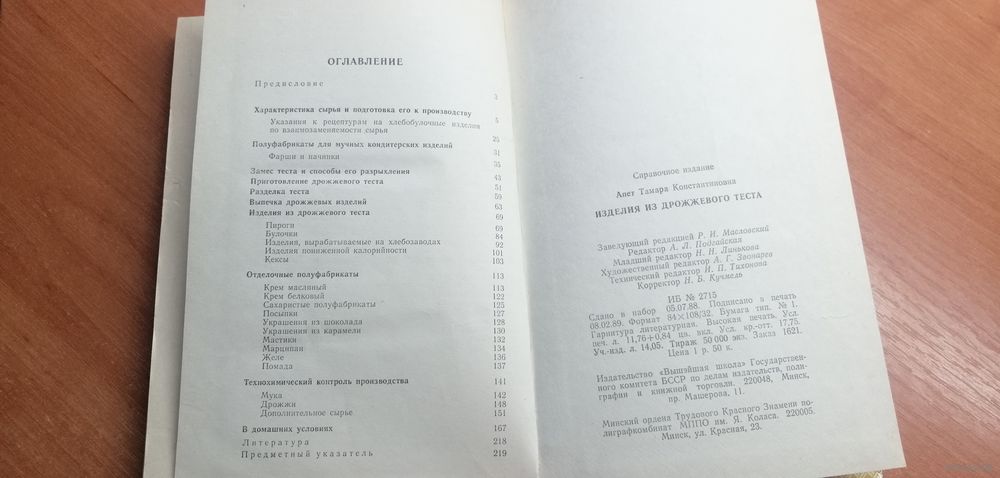 ОГЛАВЛЕНИЕ
Предисловие
3
Характеристика сырья и подготовка его к производству
5
Указания к рецептурам на хлебобулочные изделия
по взаимозаменяемости сырья
25
Полуфабрикаты для мучных кондитерских изделий
31
Фарши и начинки
35
Замес теста и способы его разрыхления
43
Приготовление дрожжевого теста
51
Разделка теста
59
Выпечка дрожжевых изделий
63
Изделия из дрожжевого теста
69
Пироги 69
Булочки 84
Изделия, вырабатываемые на хлебозаводах 92
Изделия пониженной калорийности 101
Кексы 103
Отделочные полуфабрикаты 113
Крем масляный 113
Крем белковый 122
Сахаристые полуфабрикаты 125
Посыпки 127
Украшения из шоколада 128
Украшения из карамели 130
Мастики 132
Марципан 134
Желе 136
Помада 137
Технохимический контроль производства 141
Мука 142
Дрожжи 148
Дополнительное сырье 151
В домашних условиях 167
Литература 218
Предметный указатель 219
Справочное издание
Апет Тамара Константиновна
ИЗДЕЛИЯ ИЗ ДРОЖЖЕВОГО ТЕСТА
Заведующий редакцией Р. И. Масловский
Редактор А. Л. Подгайская
Младший редактор Н. Н. Линькова
Художественный редактор А. Г. Звонарев
Технический редактор И. П. Тихонова
Корректор Н. Б. Кучмель
ИБ № 2715
Сдано в набор 05.07.88. Подписано в печать
08.02.89. Формат 84×108/32. Бумага тип. № 1.
Гарнитура литературная. Высокая печать. Усл.
печ. л. 11,76+0,84 цв. вкл. Усл. кр.-отт. 17,75.
Уч.-изд. л. 14,05. Тираж 50 000 экз. Заказ 1621.
Цена 1 р. 50 к.
Издательство «Вышэйшая школа» Государствен-
ного комитета БССР по делам издательств, поли-
графии и книжной торговли. 220048, Минск,
пр. Машерова, 11.
Минский ордена Трудового Красного Знамени по-
лиграфкомбинат МППО им. Я. Коласа. 220005.
Минск, ул. Красная, 23.